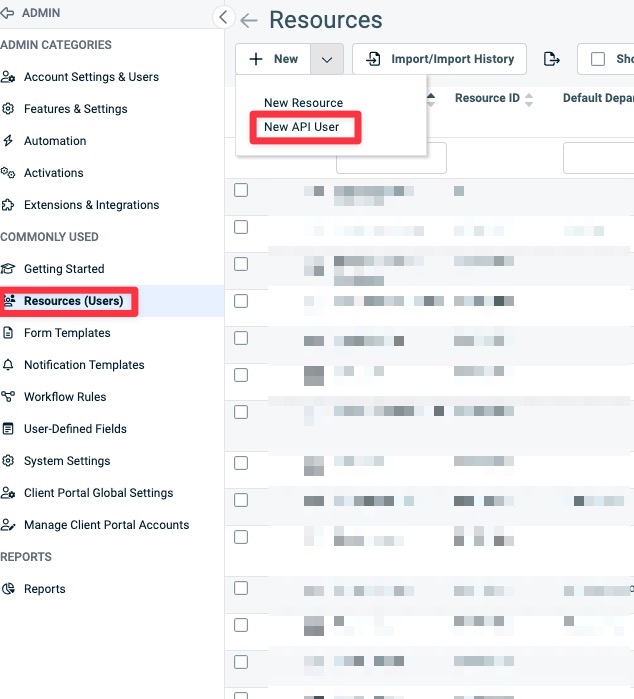 ADMIN
ADMIN CATEGORIES
Account Settings & Users
Features & Settings
Automation
Activations
Extensions & Integrations
COMMONLY USED
Getting Started
Resources (Users)
Form Templates
Notification Templates
Workflow Rules
User-Defined Fields
System Settings
Client Portal Global Settings
Manage Client Portal Accounts
REPORTS
Reports
Resources
New
Import/Import History
Sho
New Resource
New API User
Resource ID
Default Depar